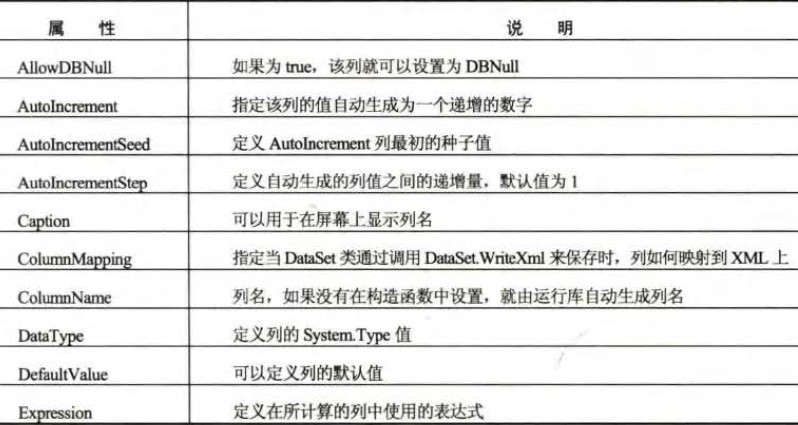 属 性 说 明
AllowDBNull 如果为 true，该列就可以设置为 DBNull
AutoIncrement 指定该列的值自动生成为一个递增的数字
AutoIncrementSeed 定义 AutoIncrement 列最初的种子值
AutoIncrementStep 定义自动生成的列值之间的递增量，默认值为 1
Caption 可以用于在屏幕上显示列名
ColumnMapping 指定当 DataSet 类通过调用 DataSet.WriteXml 来保存时，列如何映射到 XML 上
ColumnName 列名，如果没有在构造函数中设置，就由运行库自动生成列名
DataType 定义列的 System.Type 值
DefaultValue 可以定义列的默认值
Expression 定义在所计算的列中使用的表达式